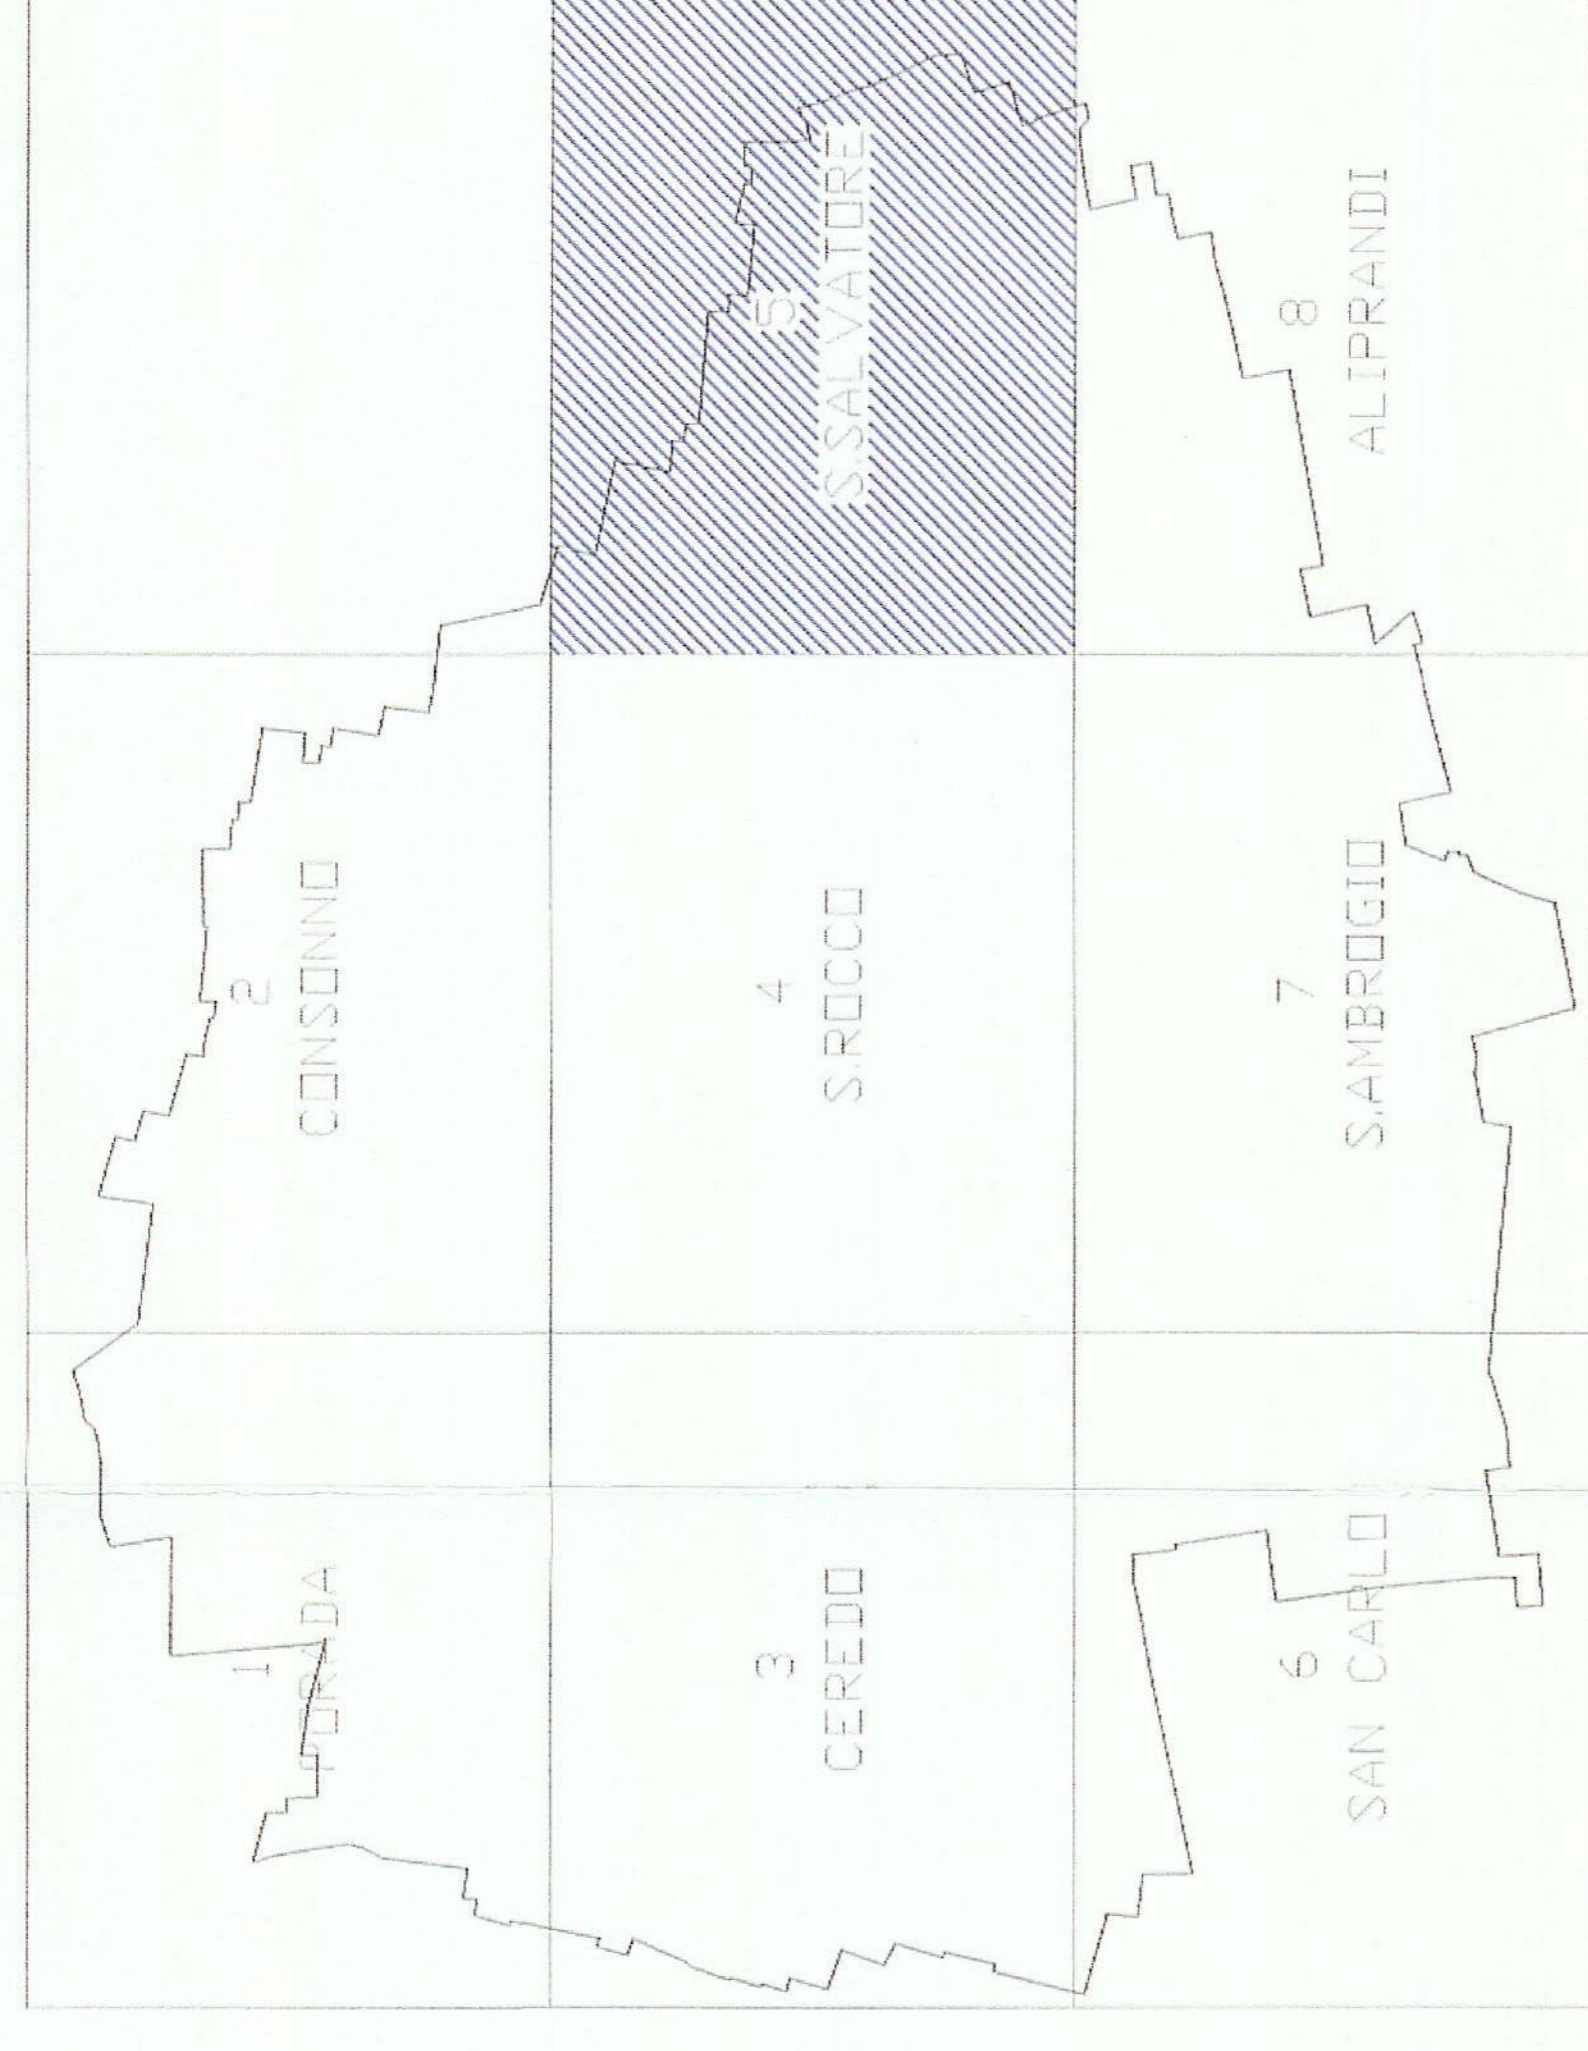 1
PORADA
2
CONSONNO
3
CEREDO
4
S.ROCCO
5
S.SALVATORE
6
SAN CARLO
7
S.AMBROGIO
8
ALIPRANDI